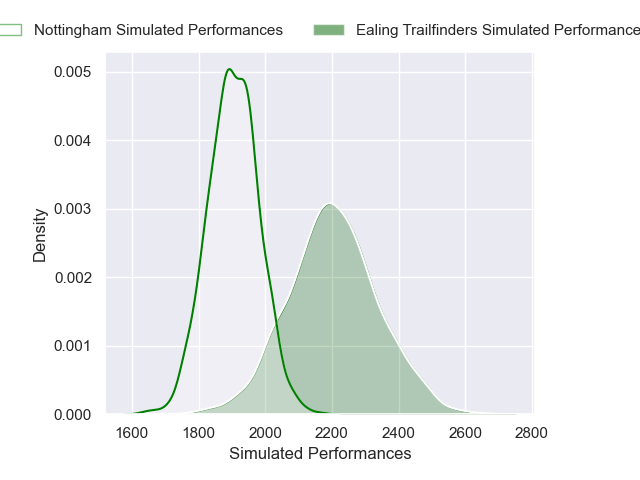 Nottingham Simulated Performances
Ealing Trailfinders Simulated Performance
0.005
0.004
0.003
0.002
0.001
0.000
Density
1600 1800 2000 2200 2400 2600 2800
Simulated Performances